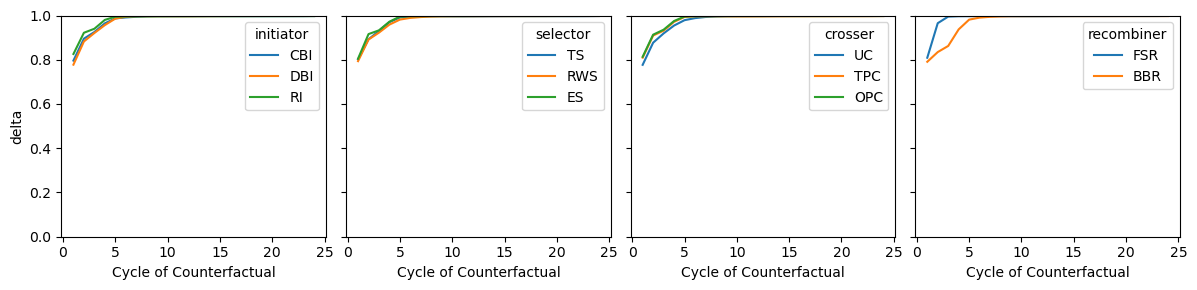 delta
1.0
0.8
0.6
0.4
0.2
0.0
initiator
CBI
DBI
RI
0 5 10 15 20 25
Cycle of Counterfactual
selector
TS
RWS
ES
0 5 10 15 20 25
Cycle of Counterfactual
crosser
UC
TPC
OPC
0 5 10 15 20 25
Cycle of Counterfactual
recombiner
FSR
BBR
0 5 10 15 20 25
Cycle of Counterfactual